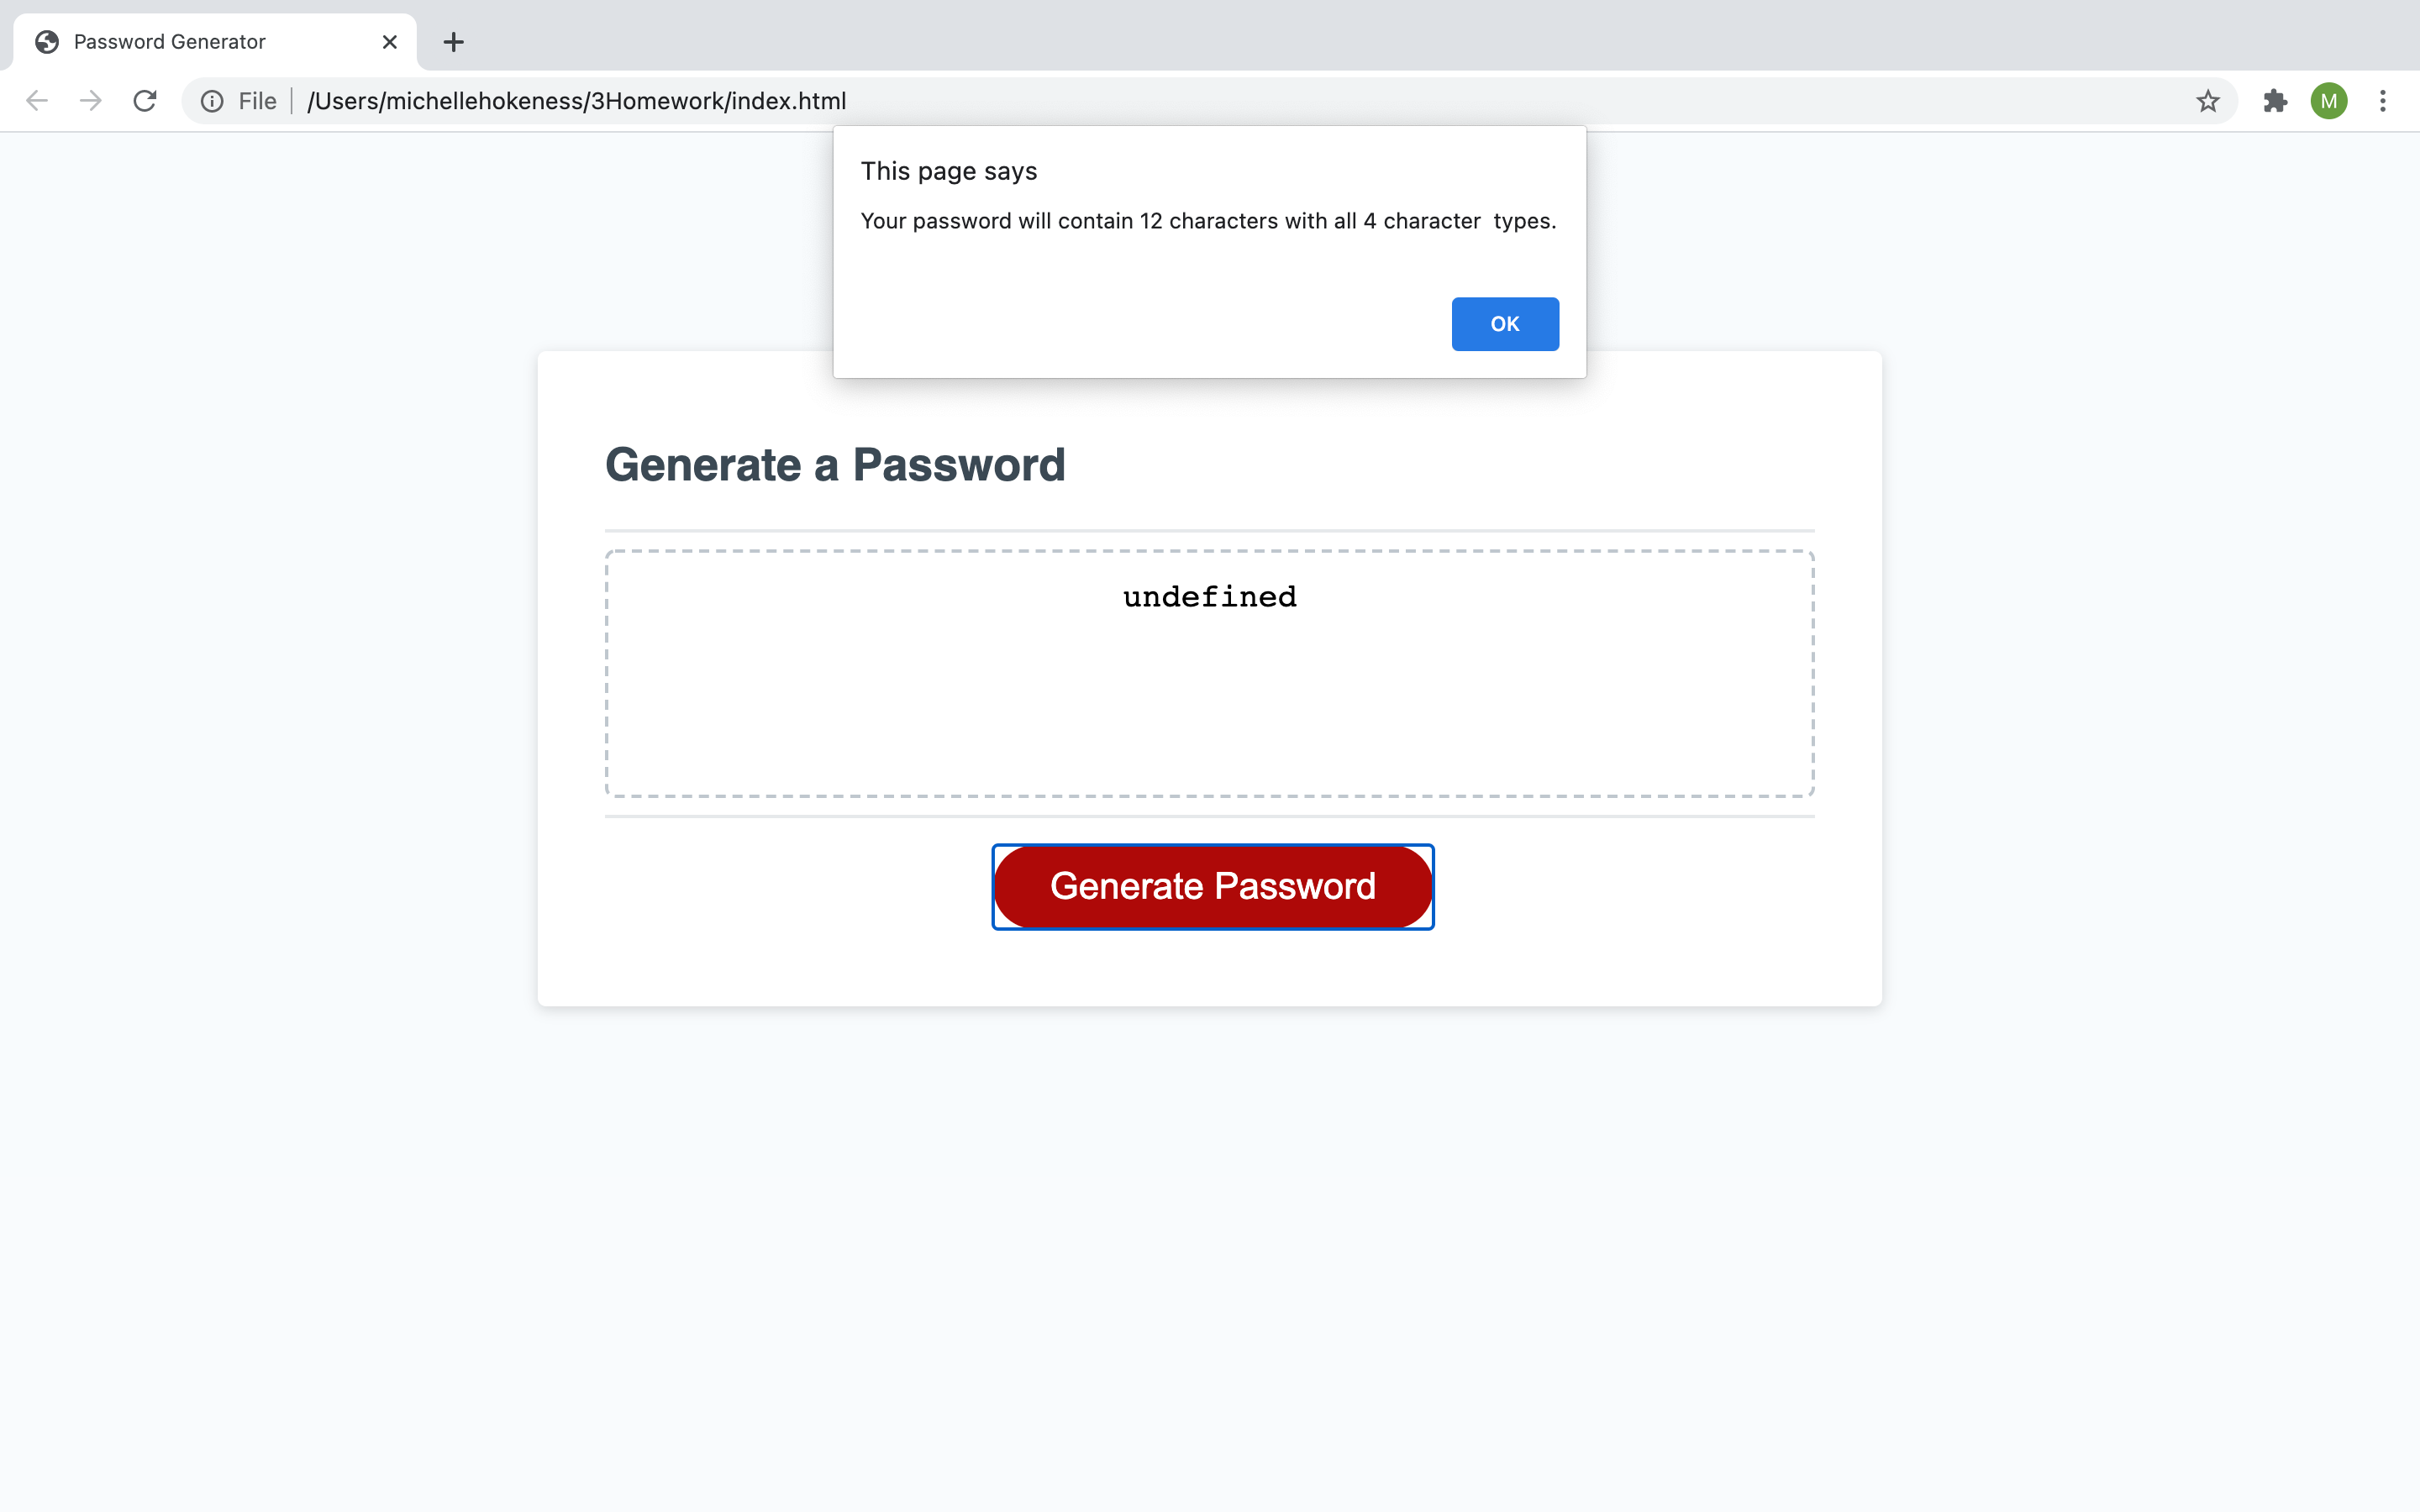 Password Generator
File /Users/michellehokeness/3Homework/index.html
M
This page says
Your password will contain 12 characters with all 4 character  types.
OK
Generate a Password
undefined
Generate Password